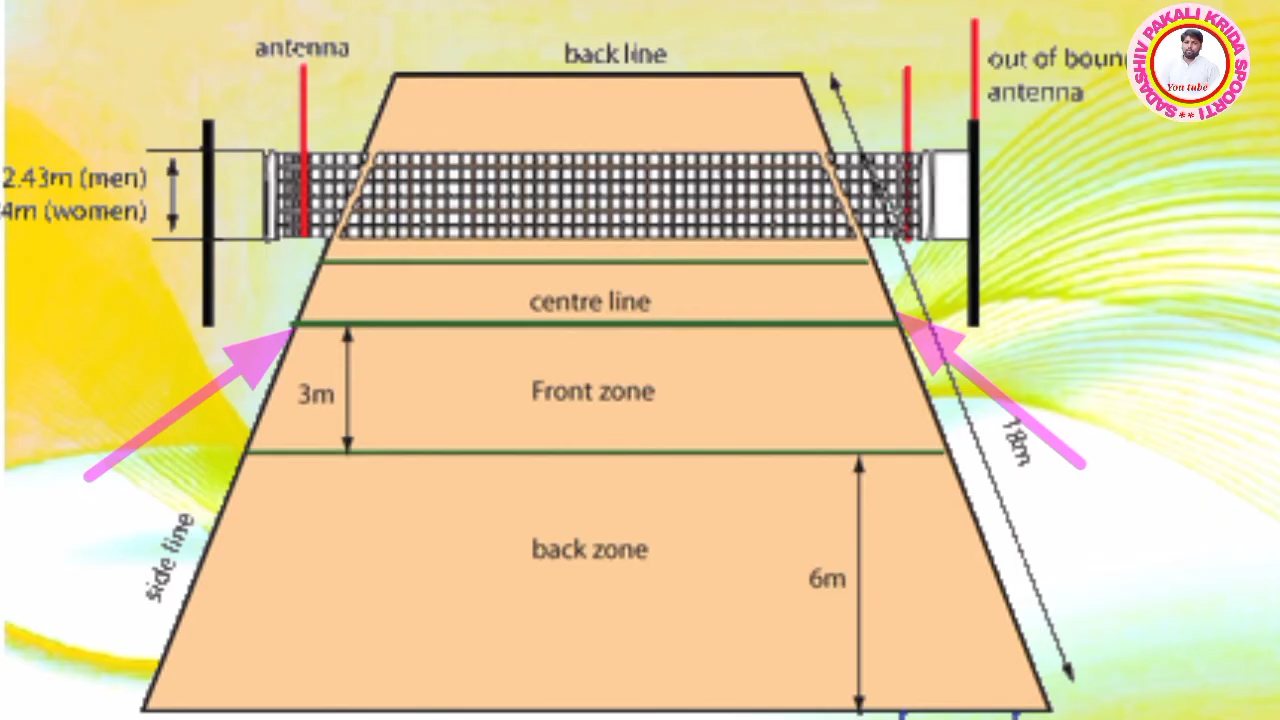 antenna
back line
out of boun
antenna
SADASHIV PAKALI KRIDA SPOORTI**
You tube
2.43m (men)
4m (women)
centre line
3m
Front zone
18m
side line
back zone
6m